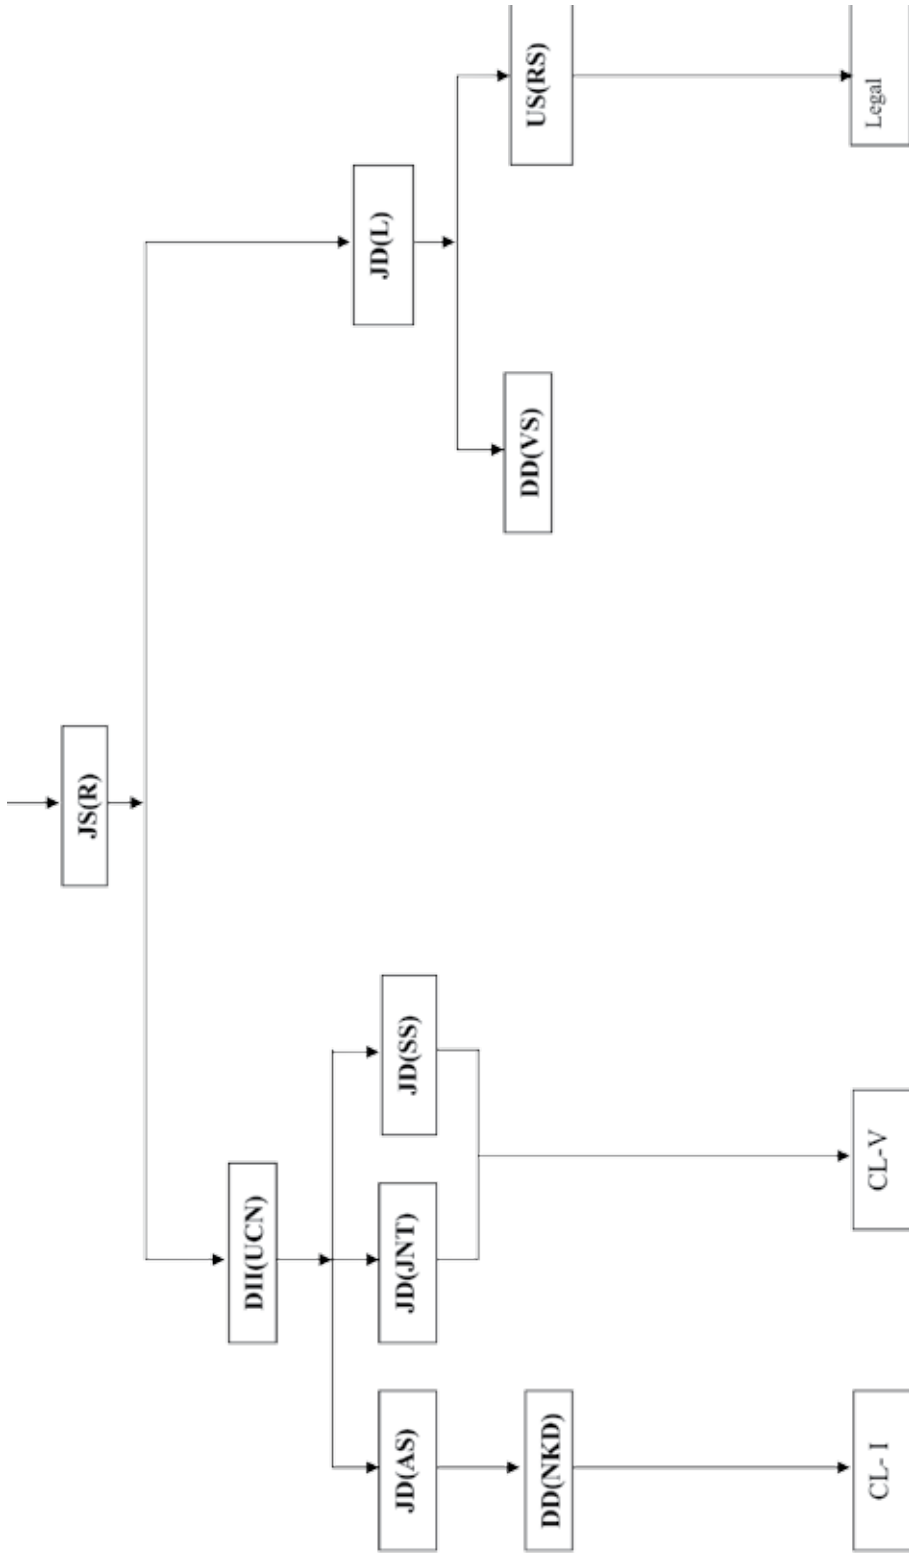 JS(R)
DII(UCN)
JD(L)
JD(AS)
JD(JNT)
JD(SS)
DD(NKD)
DD(VS)
US(RS)
CL-I
CL-V
Legal